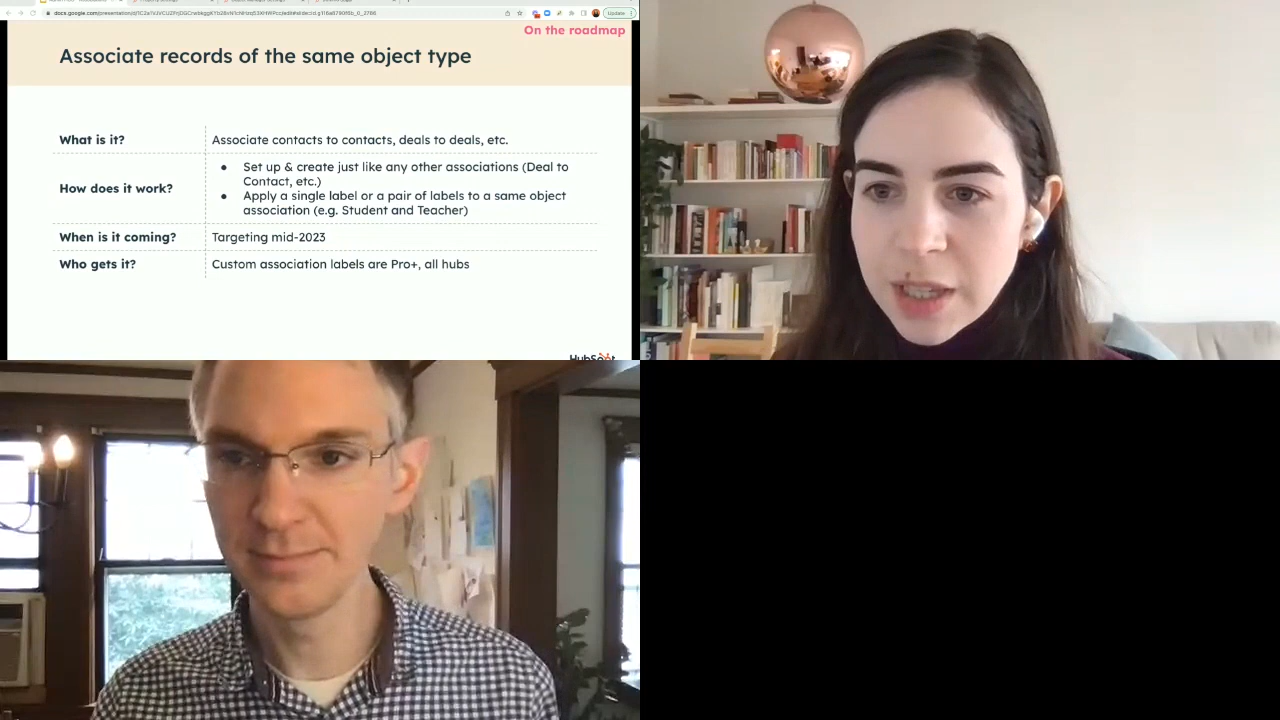 On the roadmap
Associate records of the same object type
What is it?
Associate contacts to contacts, deals to deals, etc.
How does it work?
● Set up & create just like any other associations (Deal to
Contact, etc.)
● Apply a single label or a pair of labels to a same object
association (e.g. Student and Teacher)
When is it coming?
Targeting mid-2023
Who gets it?
Custom association labels are Pro+, all hubs
HubSpot
Update